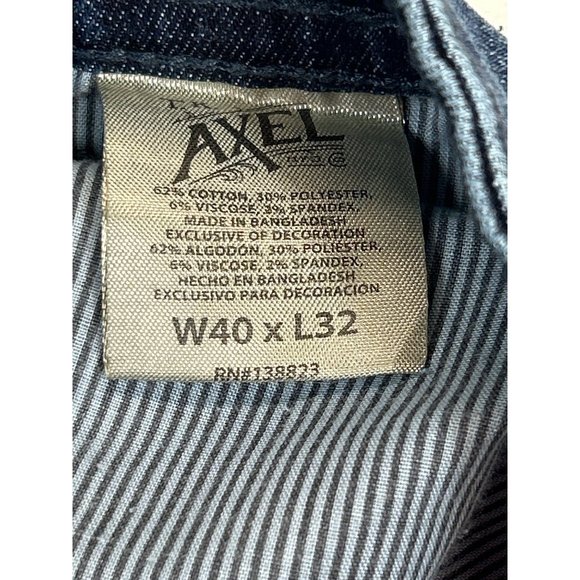 AXEL
62% COTTON, 30% POLYESTER,
6% VISCOSE, 2% SPANDEX,
MADE IN BANGLADESH
EXCLUSIVE OF DECORATION
62% ALGODÓN, 30% POLIESTER,
6% VISCOSE, 2% SPANDEX,
HECHO EN BANGLADESH
EXCLUSIVO PARA DECORACIÓN
W40 x L32
RN#138823